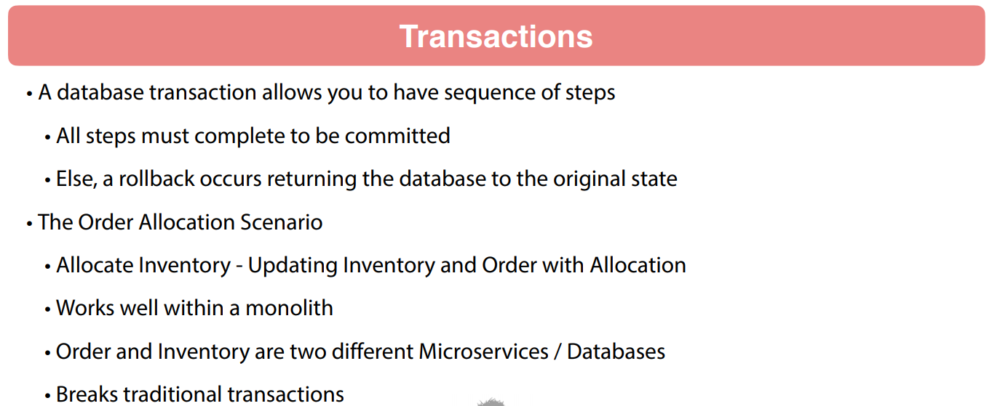 Transactions
• A database transaction allows you to have sequence of steps
• All steps must complete to be committed
• Else, a rollback occurs returning the database to the original state
• The Order Allocation Scenario
• Allocate Inventory - Updating Inventory and Order with Allocation
• Works well within a monolith
• Order and Inventory are two different Microservices / Databases
• Breaks traditional transactions